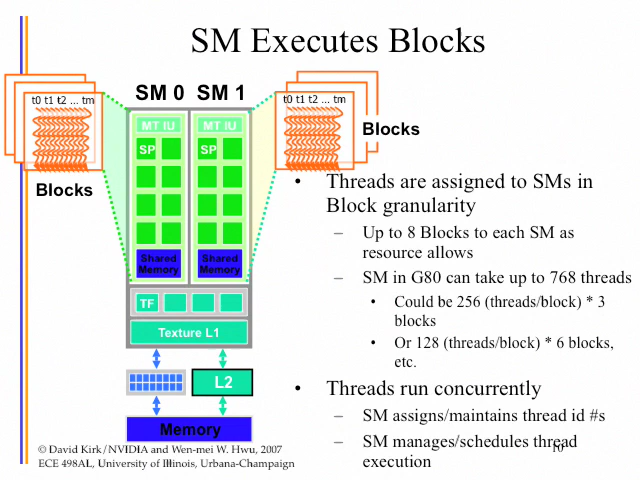 SM Executes Blocks
SM 0 SM 1
t0 t1 t2 ... tm
t0 t1 t2 ... tm
MT IU
MT IU
SP
SP
Blocks
Blocks
Shared
Memory
Shared
Memory
TF
Texture L1
L2
Memory
• Threads are assigned to SMs in
Block granularity
– Up to 8 Blocks to each SM as
resource allows
– SM in G80 can take up to 768 threads
• Could be 256 (threads/block) * 3
blocks
• Or 128 (threads/block) * 6 blocks,
etc.
• Threads run concurrently
– SM assigns/maintains thread id #s
– SM manages/schedules thread
execution
10
© David Kirk/NVIDIA and Wen-mei W. Hwu, 2007
ECE 498AL, University of Illinois, Urbana-Champaign